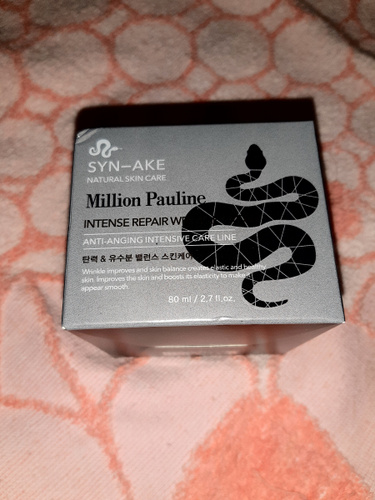 SYN–AKE
NATURAL SKIN CARE
Million Pauline
INTENSE REPAIR
ANTI-ANGING INTENSIVE CARE LINE
탄력 & 유수분 밸런스 스킨케어
Wrinkle improves and skin balance creates elastic and healthy
skin. Improves the skin and boosts its elasticity to make it
appear smooth.
80 ml / 2,7 fl.oz.